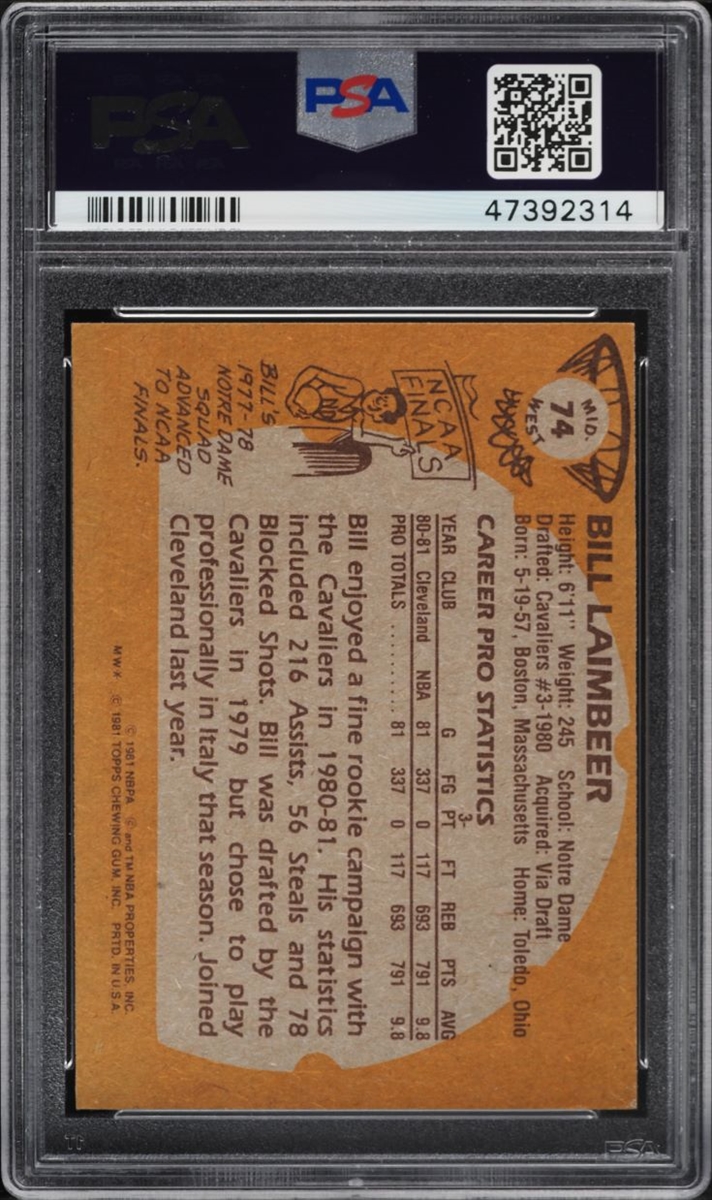 PSA
PSA
47392314
MID.
74
WEST
BILL LAIMBEER
Height: 6'11" Weight: 245 School: Notre Dame
Drafted: Cavaliers #3-1980 Acquired: Via Draft
Born: 5-19-57, Boston, Massachusetts Home: Toledo, Ohio
NCAA
FINALS
BILL'S
1977-78
NOTRE DAME
SQUAD
ADVANCED
TO NCAA
FINALS.
CAREER PRO STATISTICS
3-
YEAR CLUB G FG PT FT REB PTS AVG
80-81 Cleveland NBA 81 337 0 117 693 791 9.8
PRO TOTALS .......... 81 337 0 117 693 791 9.8
Bill enjoyed a fine rookie campaign with
the Cavaliers in 1980-81. His statistics
included 216 Assists, 56 Steals and 78
Blocked Shots. Bill was drafted by the
Cavaliers in 1979 but chose to play
professionally in Italy that season. Joined
Cleveland last year.
© 1981 NBPA © and TM NBA PROPERTIES, INC.
MWX © 1981 TOPPS CHEWING GUM, INC. PRTD. IN U.S.A.
PSA